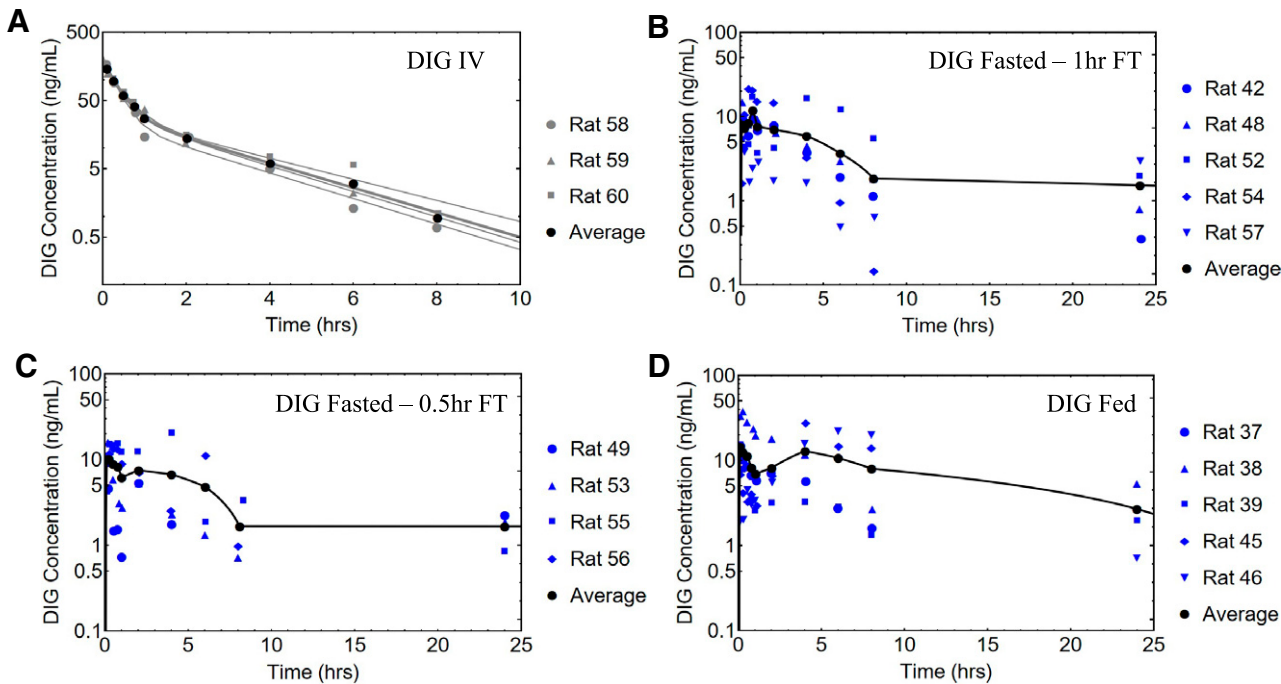 A
DIG IV
DIG Concentration (ng/mL)
500
50
5
0.5
0
2
4
6
8
10
Time (hrs)
Rat 58
Rat 59
Rat 60
Average
B
DIG Fasted – 1hr FT
DIG Concentration (ng/mL)
100
50
10
5
1
0.5
0.1
0
5
10
15
20
25
Time (hrs)
Rat 42
Rat 48
Rat 52
Rat 54
Rat 57
Average
C
DIG Fasted – 0.5hr FT
DIG Concentration (ng/mL)
100
50
10
5
1
0.5
0.1
0
5
10
15
20
25
Time (hrs)
Rat 49
Rat 53
Rat 55
Rat 56
Average
D
DIG Fed
DIG Concentration (ng/mL)
100
50
10
5
1
0.5
0.1
0
5
10
15
20
25
Time (hrs)
Rat 37
Rat 38
Rat 39
Rat 45
Rat 46
Average